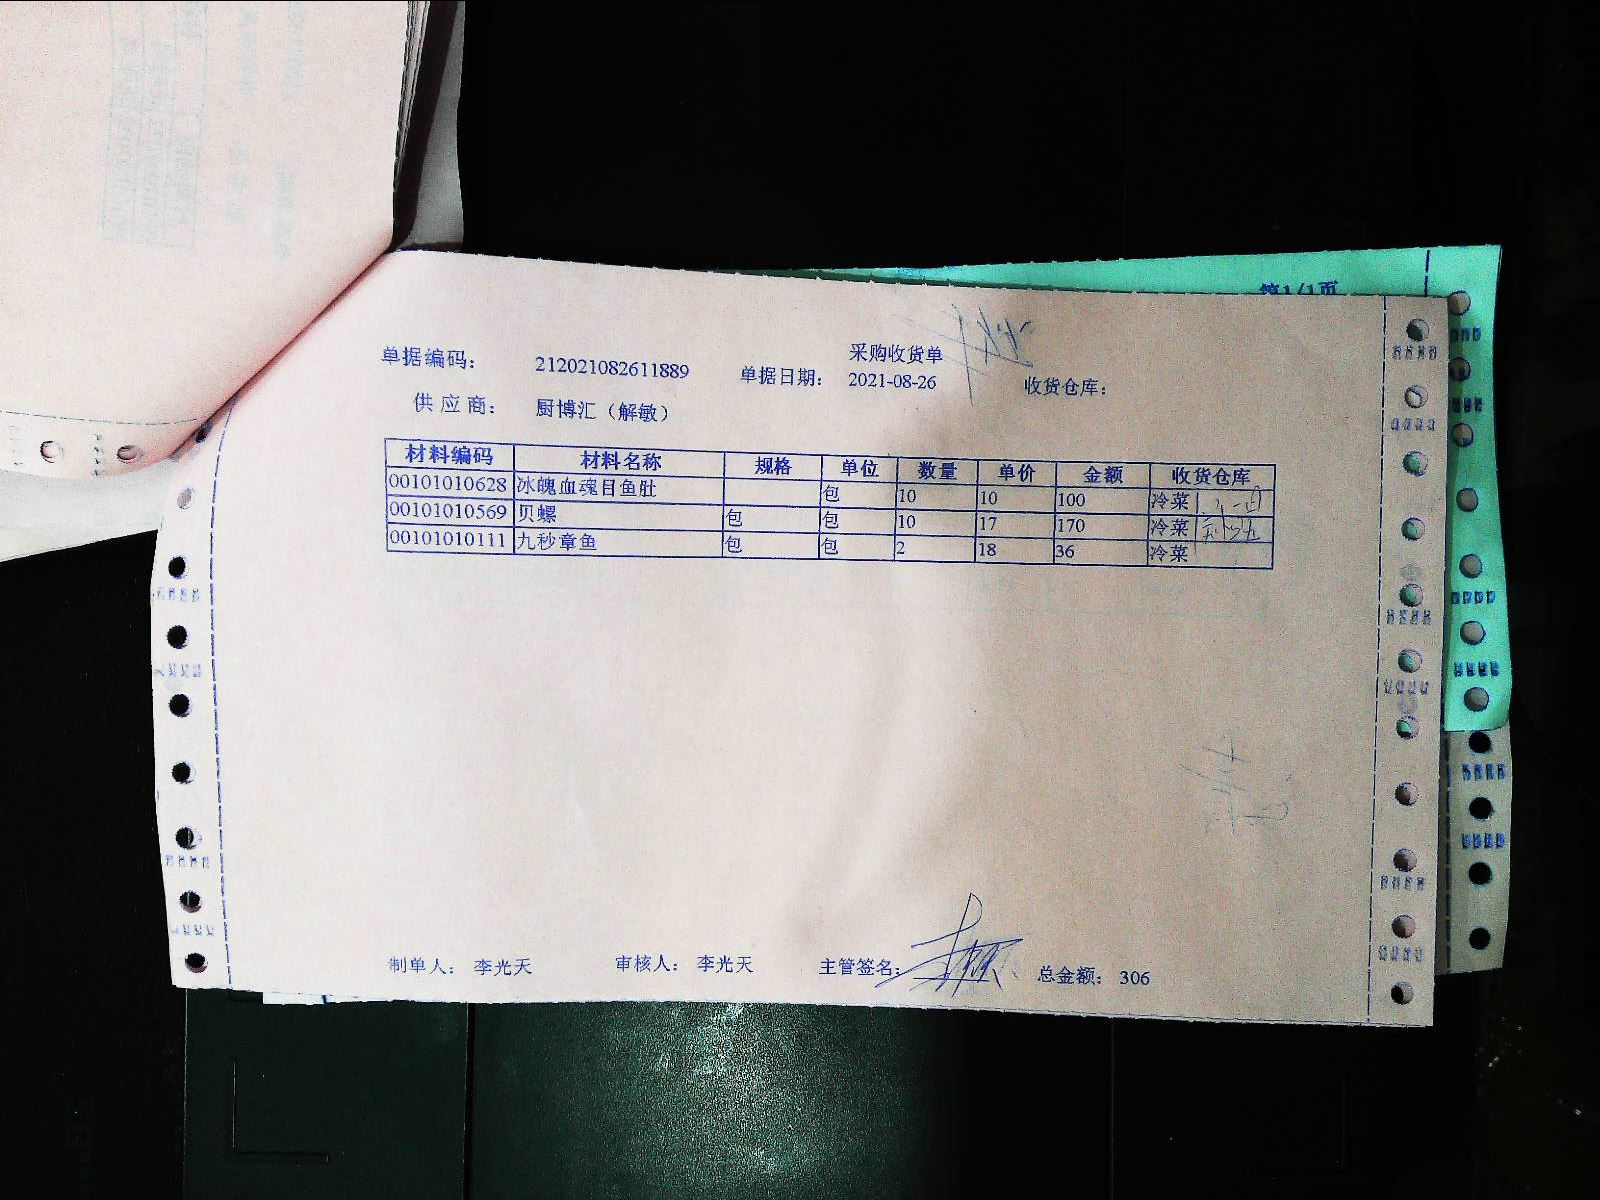 第1/1页
采购收货单
单据编码： 212021082611889 单据日期： 2021-08-26 收货仓库：
供应商： 厨博汇（解敏）
材料编码 材料名称 规格 单位 数量 单价 金额 收货仓库
00101010628 冰魄血魂目鱼肚 包 10 10 100 冷菜
00101010569 贝螺 包 包 10 17 170 冷菜
00101010111 九秒章鱼 包 包 2 18 36 冷菜
制单人： 李光天 审核人： 李光天 主管签名： 总金额： 306